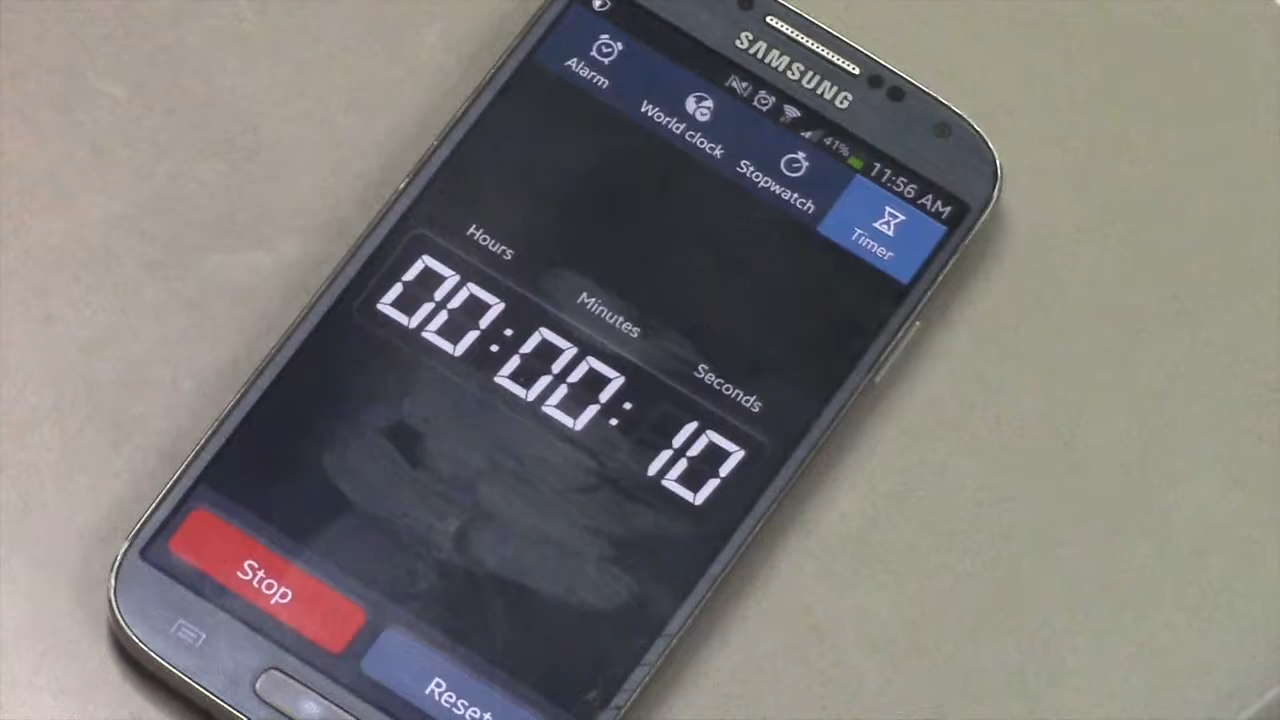 SAMSUNG
41% 11:56 AM
Alarm
World clock
Stopwatch
Timer
Hours
Minutes
Seconds
00:00:10
Stop
Reset